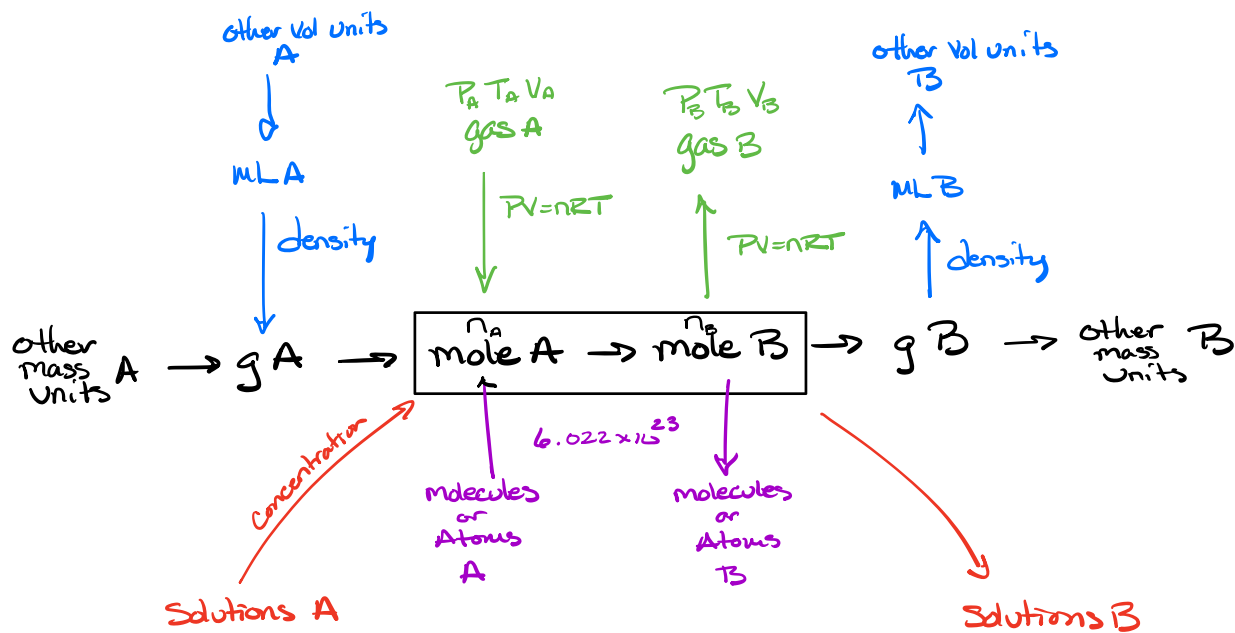 other vol units
A
mL A
density
P_A T_A V_A
gas A
PV=nRT
P_B T_B V_B
gas B
PV=nRT
other vol units
B
mL B
density
other
mass
units A
g A
n_A
mole A
n_B
mole B
g B
other
mass
units B
concentration
6.022×10²³
molecules
or
Atoms
A
molecules
or
Atoms
B
Solutions A
Solutions B